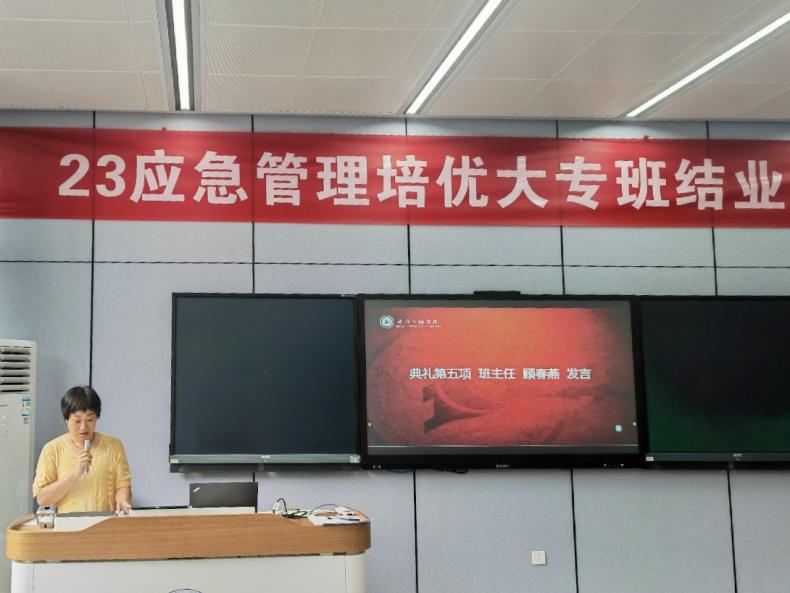 23应急管理培优大专班结业
典礼第五项 班主任 顾春燕 发言